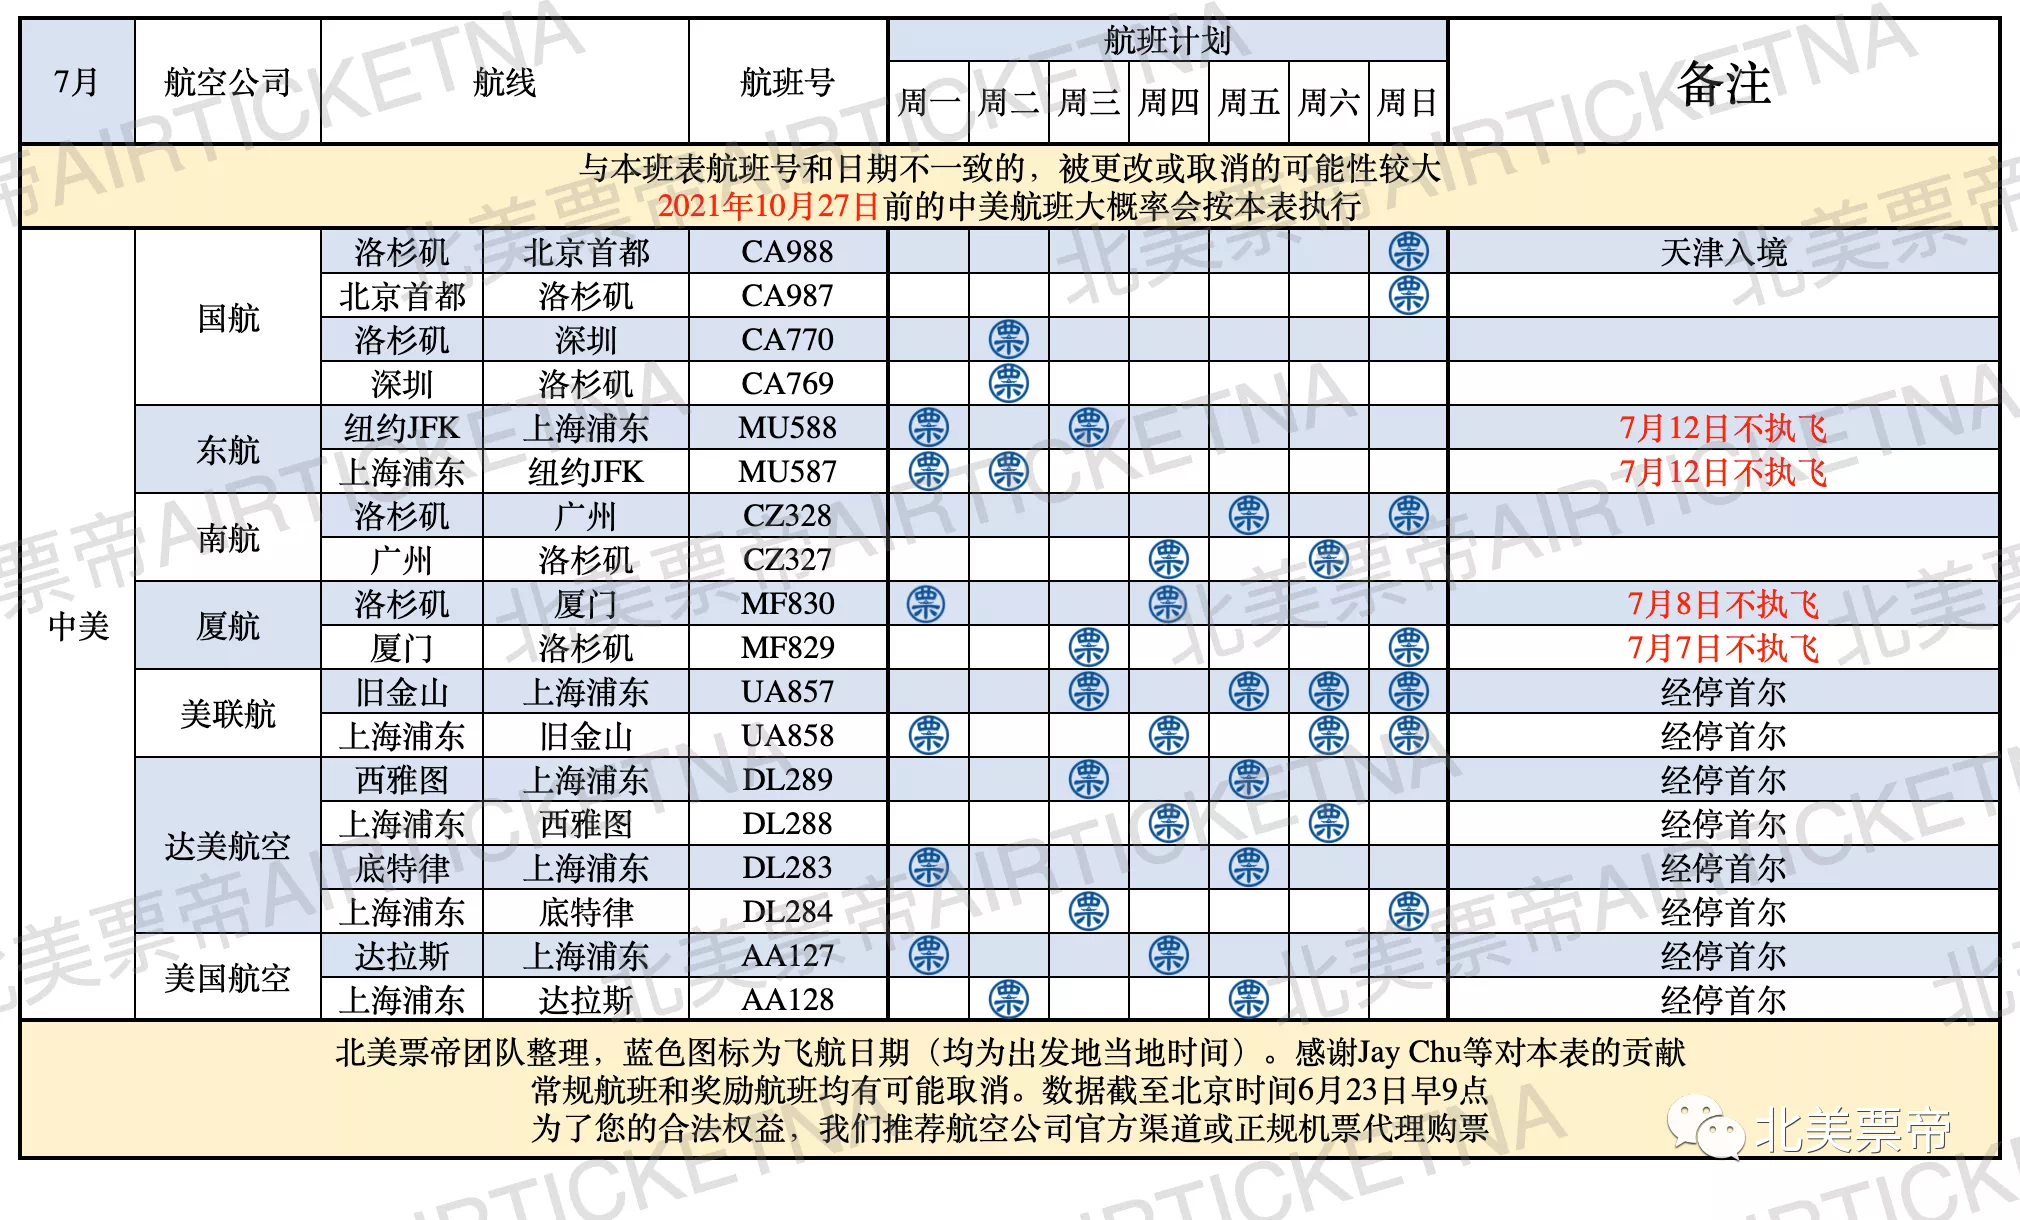 7月 航空公司 航线 航班号 航班计划 备注
周一 周二 周三 周四 周五 周六 周日
与本班表航班号和日期不一致的，被更改或取消的可能性较大
2021年10月27日前的中美航班大概率会按本表执行
中美
国航
洛杉矶 北京首都 CA988 票 天津入境
北京首都 洛杉矶 CA987 票
洛杉矶 深圳 CA770 票
深圳 洛杉矶 CA769 票
东航
纽约JFK 上海浦东 MU588 票 票 7月12日不执飞
上海浦东 纽约JFK MU587 票 票 7月12日不执飞
南航
洛杉矶 广州 CZ328 票 票
广州 洛杉矶 CZ327 票 票
厦航
洛杉矶 厦门 MF830 票 票 7月8日不执飞
厦门 洛杉矶 MF829 票 票 7月7日不执飞
美联航
旧金山 上海浦东 UA857 票 票 票 票 经停首尔
上海浦东 旧金山 UA858 票 票 票 票 经停首尔
达美航空
西雅图 上海浦东 DL289 票 票 经停首尔
上海浦东 西雅图 DL288 票 票 经停首尔
底特律 上海浦东 DL283 票 票 经停首尔
上海浦东 底特律 DL284 票 票 经停首尔
美国航空
达拉斯 上海浦东 AA127 票 票 经停首尔
上海浦东 达拉斯 AA128 票 票 经停首尔
北美票帝团队整理，蓝色图标为飞航日期（均为出发地当地时间）。感谢Jay Chu等对本表的贡献
常规航班和奖励航班均有可能取消。数据截至北京时间6月23日早9点
为了您的合法权益，我们推荐航空公司官方渠道或正规机票代理购票
北美票帝
北美票帝AIRTICKETNA